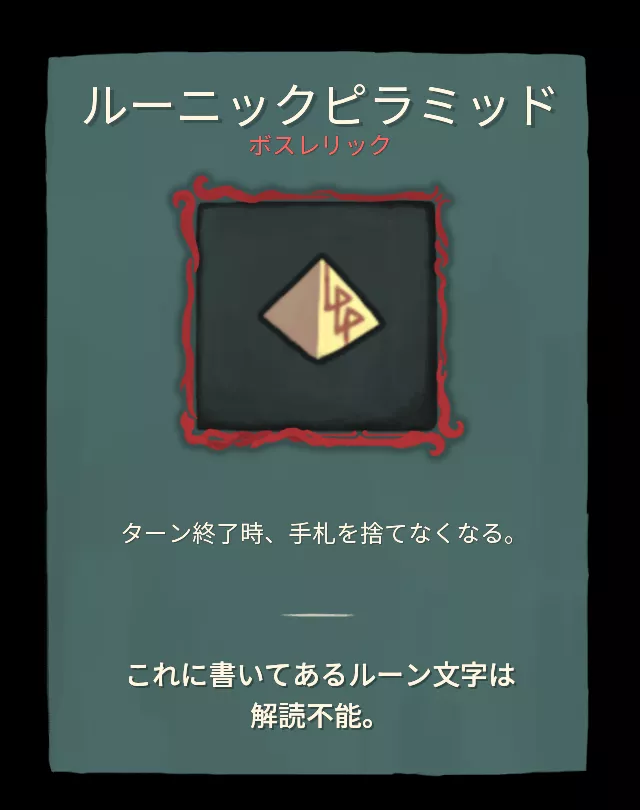 ルーニックピラミッド
ボスレリック
ターン終了時、手札を捨てなくなる。
これに書いてあるルーン文字は
解読不能。